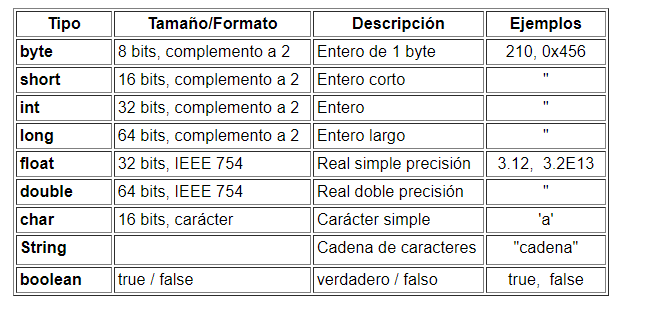 Tipo Tamaño/Formato Descripción Ejemplos
byte 8 bits, complemento a 2 Entero de 1 byte 210, 0x456
short 16 bits, complemento a 2 Entero corto "
int 32 bits, complemento a 2 Entero "
long 64 bits, complemento a 2 Entero largo "
float 32 bits, IEEE 754 Real simple precisión 3.12, 3.2E13
double 64 bits, IEEE 754 Real doble precisión "
char 16 bits, carácter Carácter simple 'a'
String Cadena de caracteres "cadena"
boolean true / false verdadero / falso true, false